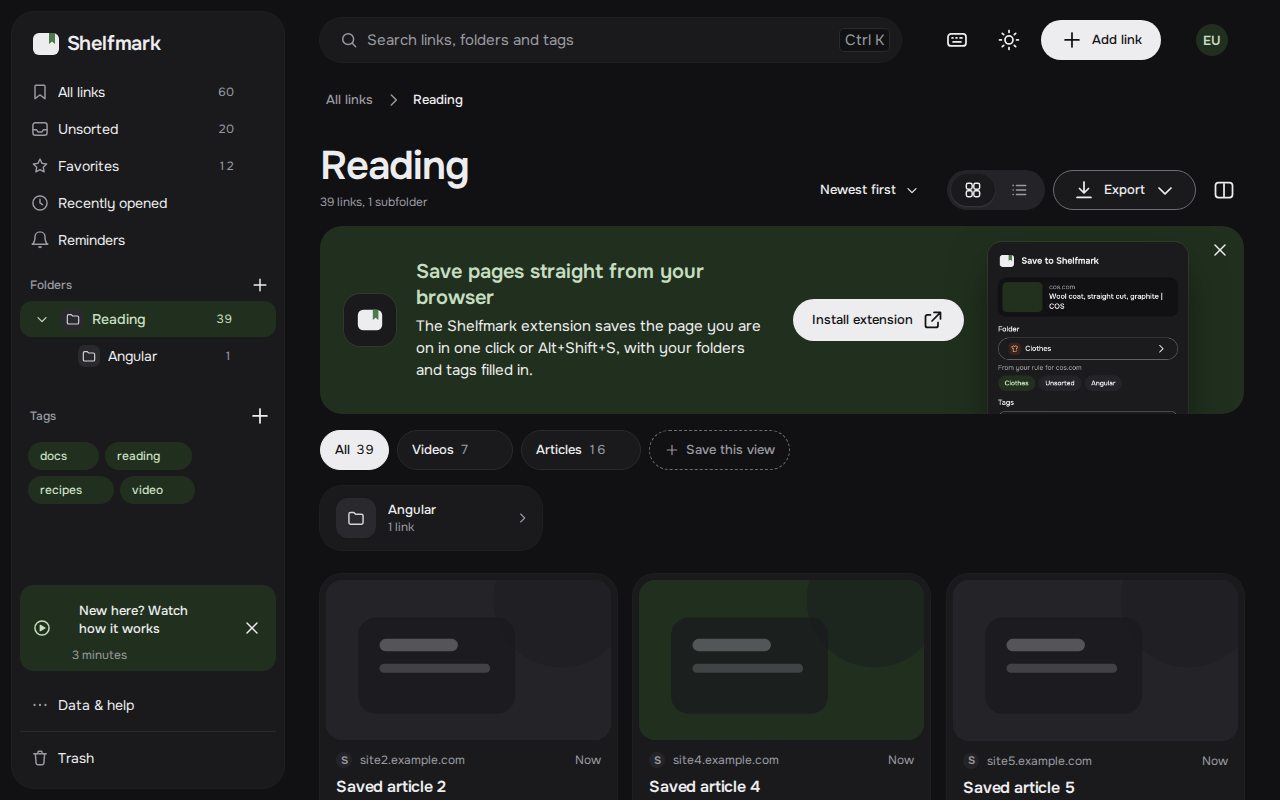 Shelfmark
All links 60
Unsorted 20
Favorites 12
Recently opened
Reminders
Folders
Reading 39
Angular 1
Tags
docs reading
recipes video
New here? Watch
how it works
3 minutes
Data & help
Trash
Search links, folders and tags Ctrl K
Add link
EU
All links Reading
Reading
39 links, 1 subfolder
Newest first
Export
Save pages straight from your
browser
The Shelfmark extension saves the page you are
on in one click or Alt+Shift+S, with your folders
and tags filled in.
Install extension
Save to Shelfmark
cos.com
Wool coat, straight cut, graphite |
COS
Folder
Clothes
From your rule for cos.com
Clothes Unsorted Angular
Tags
All 39 Videos 7 Articles 16 Save this view
Angular
1 link
S site2.example.com Now
Saved article 2
S site4.example.com Now
Saved article 4
S site5.example.com Now
Saved article 5